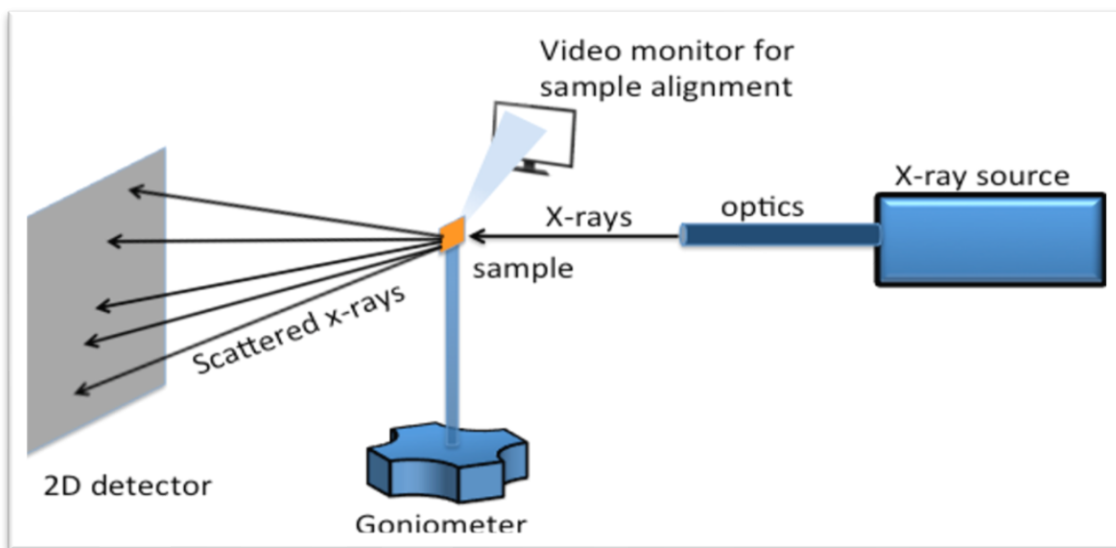 Video monitor for
sample alignment
X-ray source
optics
X-rays
sample
Scattered x-rays
2D detector
Goniometer